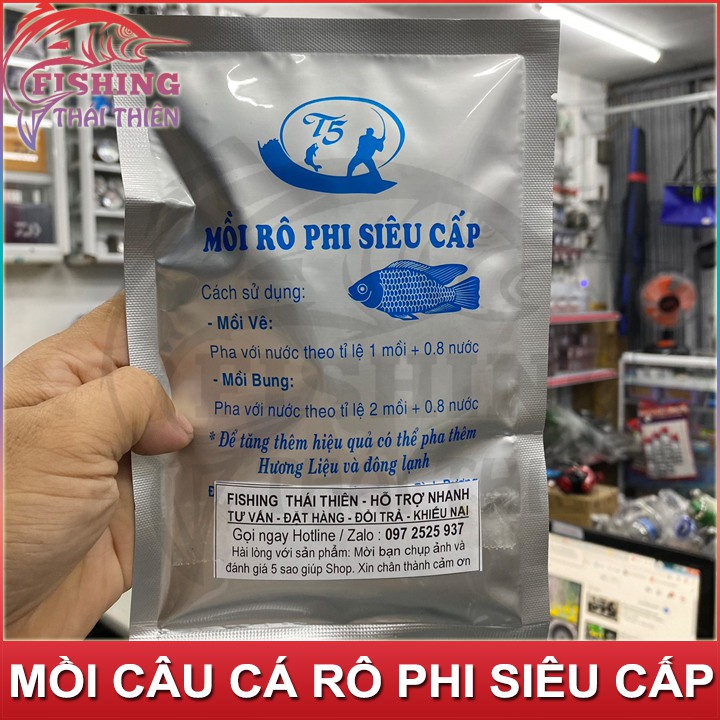 FISHING
THÁI THIÊN
T5
MỒI RÔ PHI SIÊU CẤP
Cách sử dụng:
- Mồi Vê:
Pha với nước theo tỉ lệ 1 mồi + 0.8 nước
- Mồi Bung:
Pha với nước theo tỉ lệ 2 mồi + 0.8 nước
* Để tăng thêm hiệu quả có thể pha thêm
Hương Liệu và đông lạnh
FISHING THÁI THIÊN - HỖ TRỢ NHANH
TƯ VẤN - ĐẶT HÀNG - ĐỔI TRẢ - KHIẾU NẠI
Gọi ngay Hotline / Zalo : 097 2525 937
Hài lòng với sản phẩm: Mời bạn chụp ảnh và
đánh giá 5 sao giúp Shop. Xin chân thành cảm ơn
MỒI CÂU CÁ RÔ PHI SIÊU CẤP